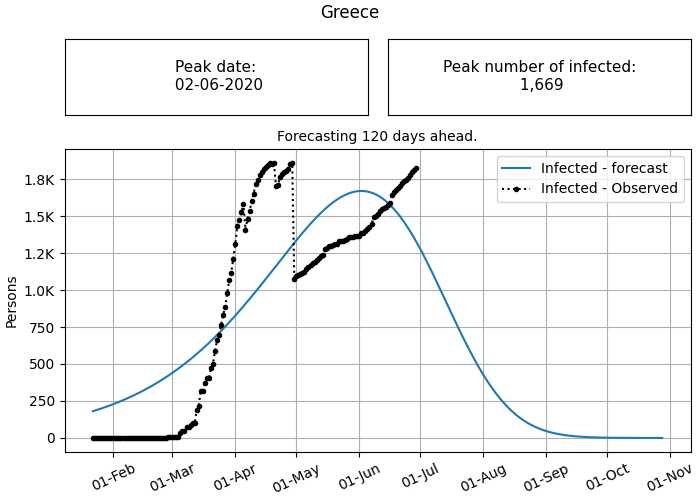 Greece
Peak date:
02-06-2020
Peak number of infected:
1,669
Forecasting 120 days ahead.
Infected - forecast
Infected - Observed
Persons
1.8K
1.5K
1.2K
1.0K
750
500
250
0
01-Feb
01-Mar
01-Apr
01-May
01-Jun
01-Jul
01-Aug
01-Sep
01-Oct
01-Nov